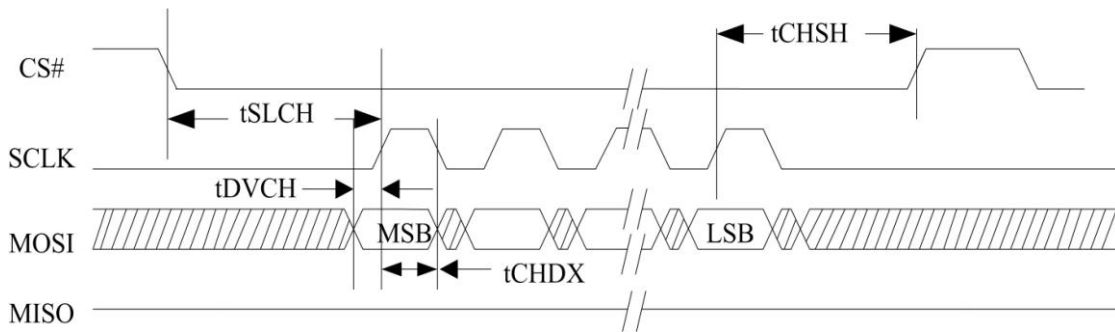 CS#
tCHSH
tSLCH
SCLK
tDVCH
MOSI
MSB
LSB
tCHDX
MISO